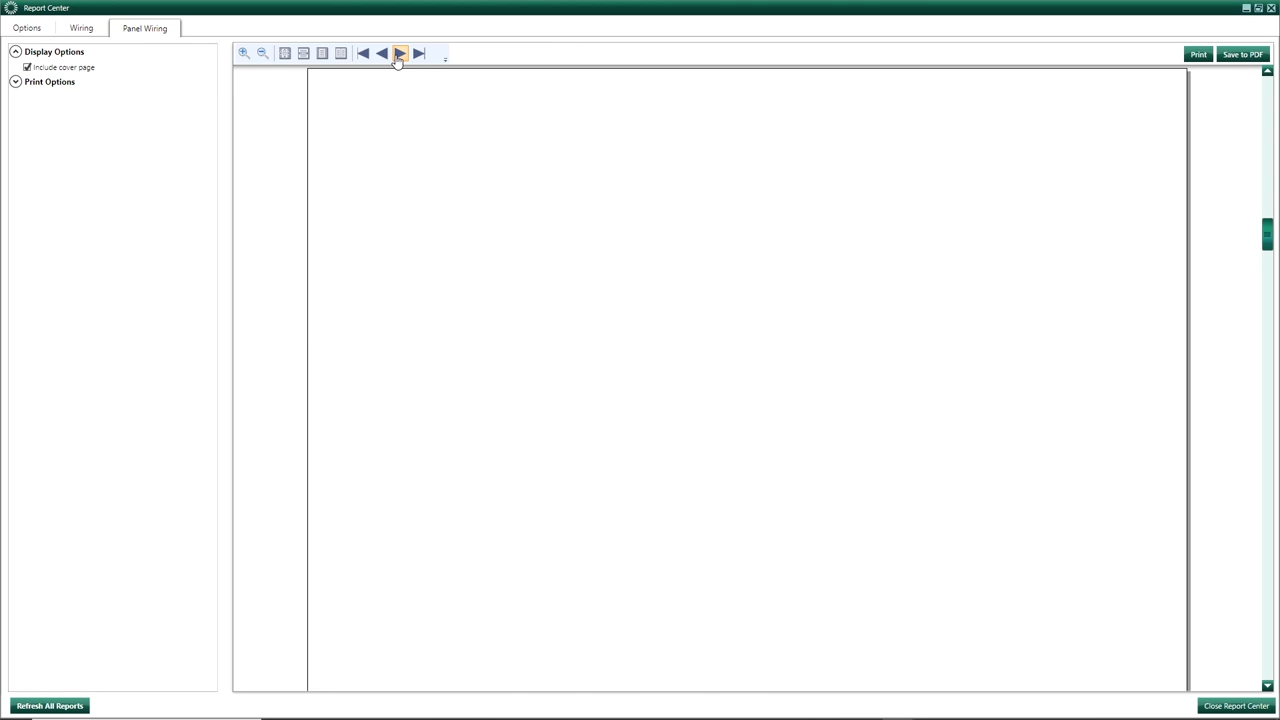 Report Center
Options
Wiring
Panel Wiring
Display Options
Include cover page
Print Options
Print
Save to PDF
Refresh All Reports
Close Report Center